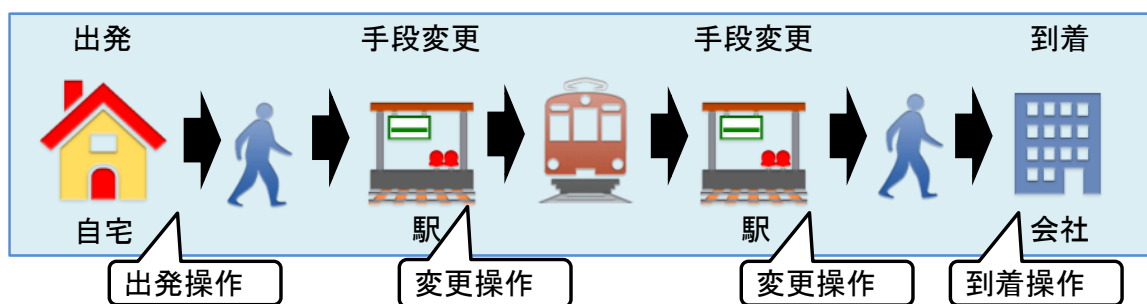 出発
手段変更
手段変更
到着
自宅
駅
駅
会社
出発操作
変更操作
変更操作
到着操作